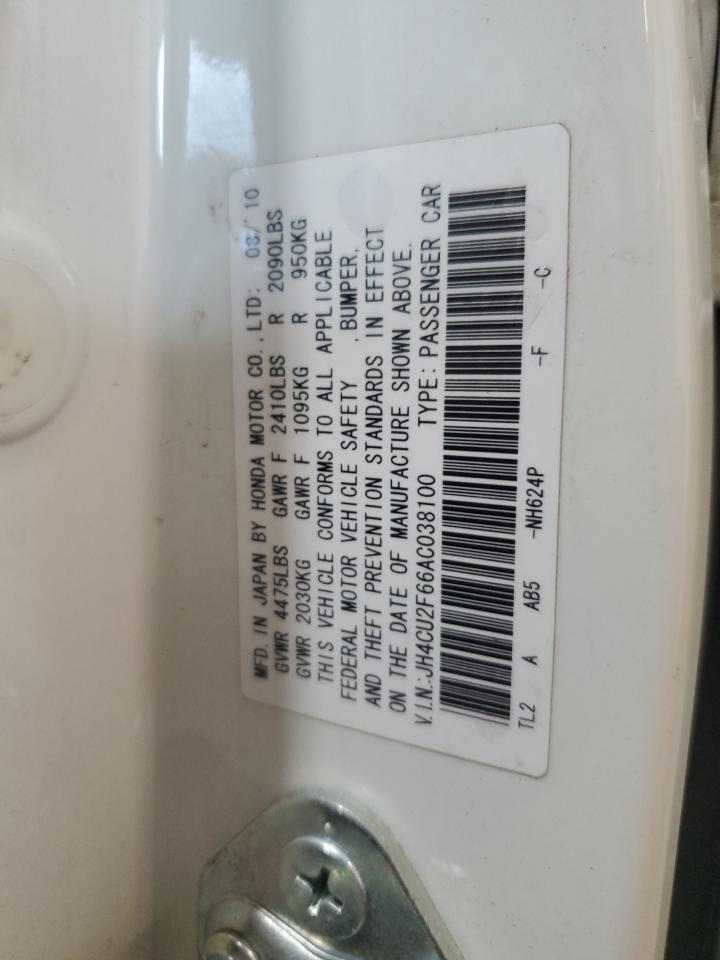 MFD. IN JAPAN BY HONDA MOTOR CO., LTD: 08/'10
GVWR 4475LBS GAWR F 2410LBS R 2090LBS
GVWR 2030KG GAWR F 1095KG R 950KG
THIS VEHICLE CONFORMS TO ALL APPLICABLE
FEDERAL MOTOR VEHICLE SAFETY , BUMPER,
AND THEFT PREVENTION STANDARDS IN EFFECT
ON THE DATE OF MANUFACTURE SHOWN ABOVE.
V.I.N.:JH4CU2F66AC038100 TYPE: PASSENGER CAR
TL2 A AB5 -NH624P -F -C